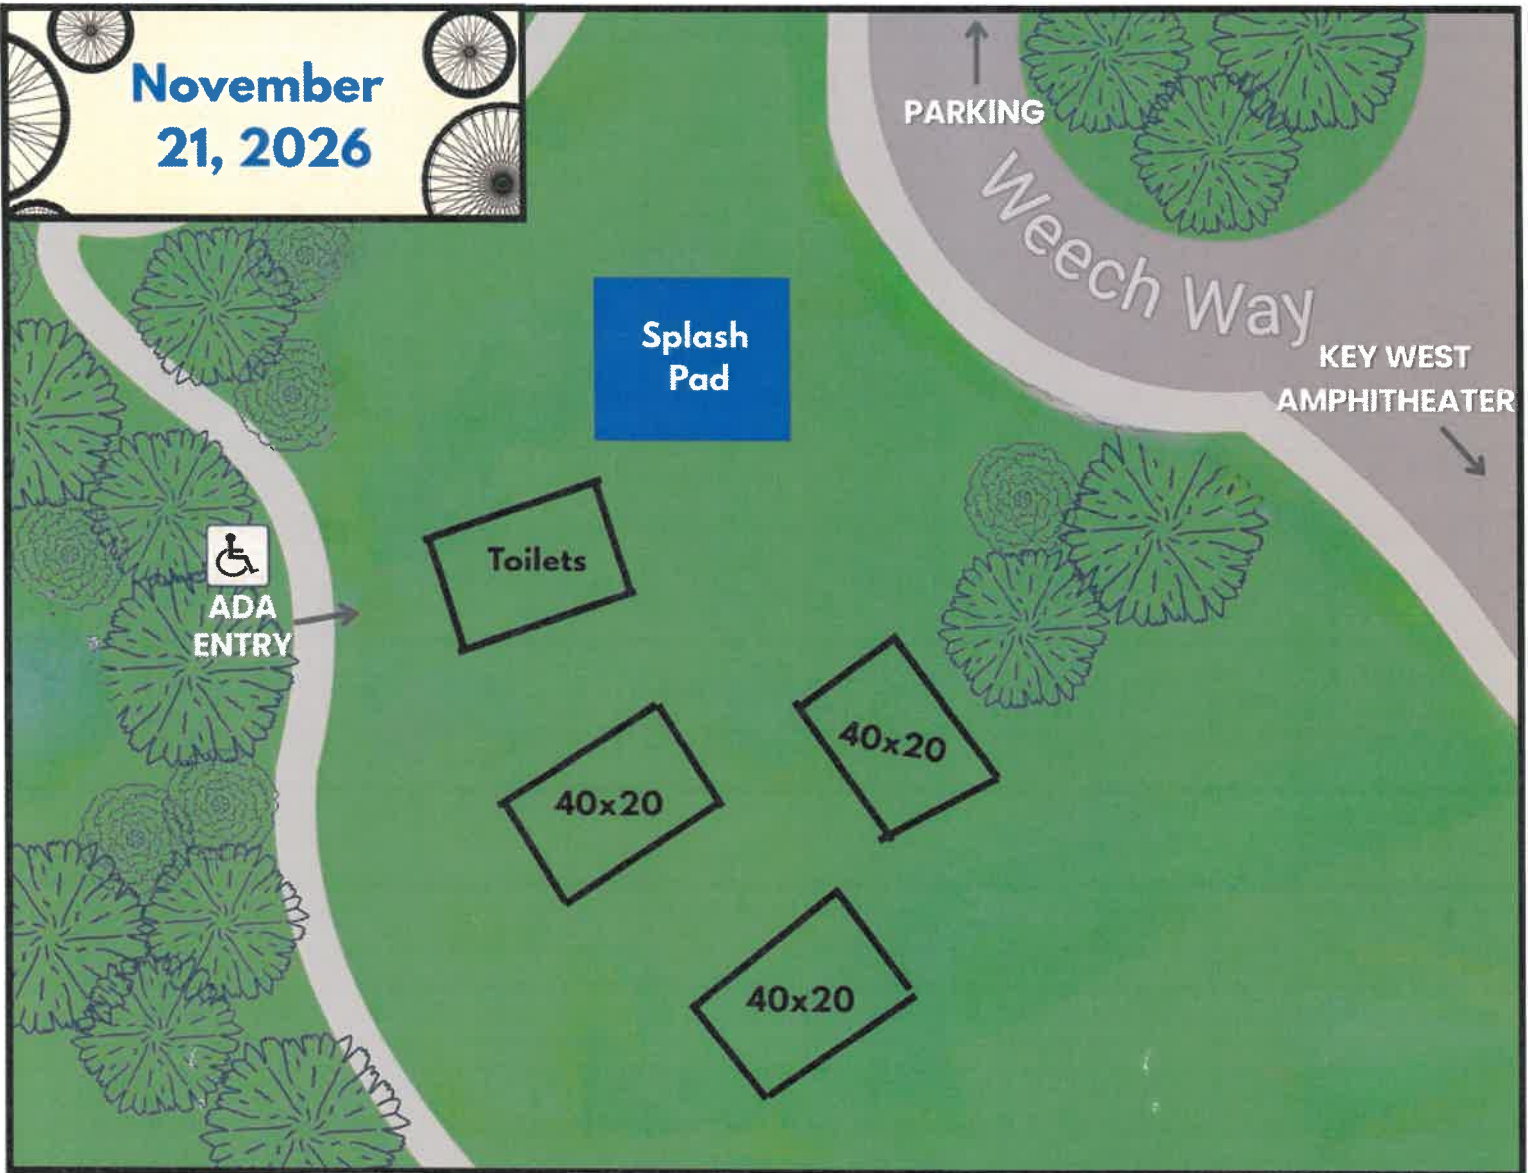 November
21, 2026
PARKING
Weech Way
KEY WEST
AMPHITHEATER
Splash
Pad
Toilets
ADA
ENTRY
40x20
40x20
40x20